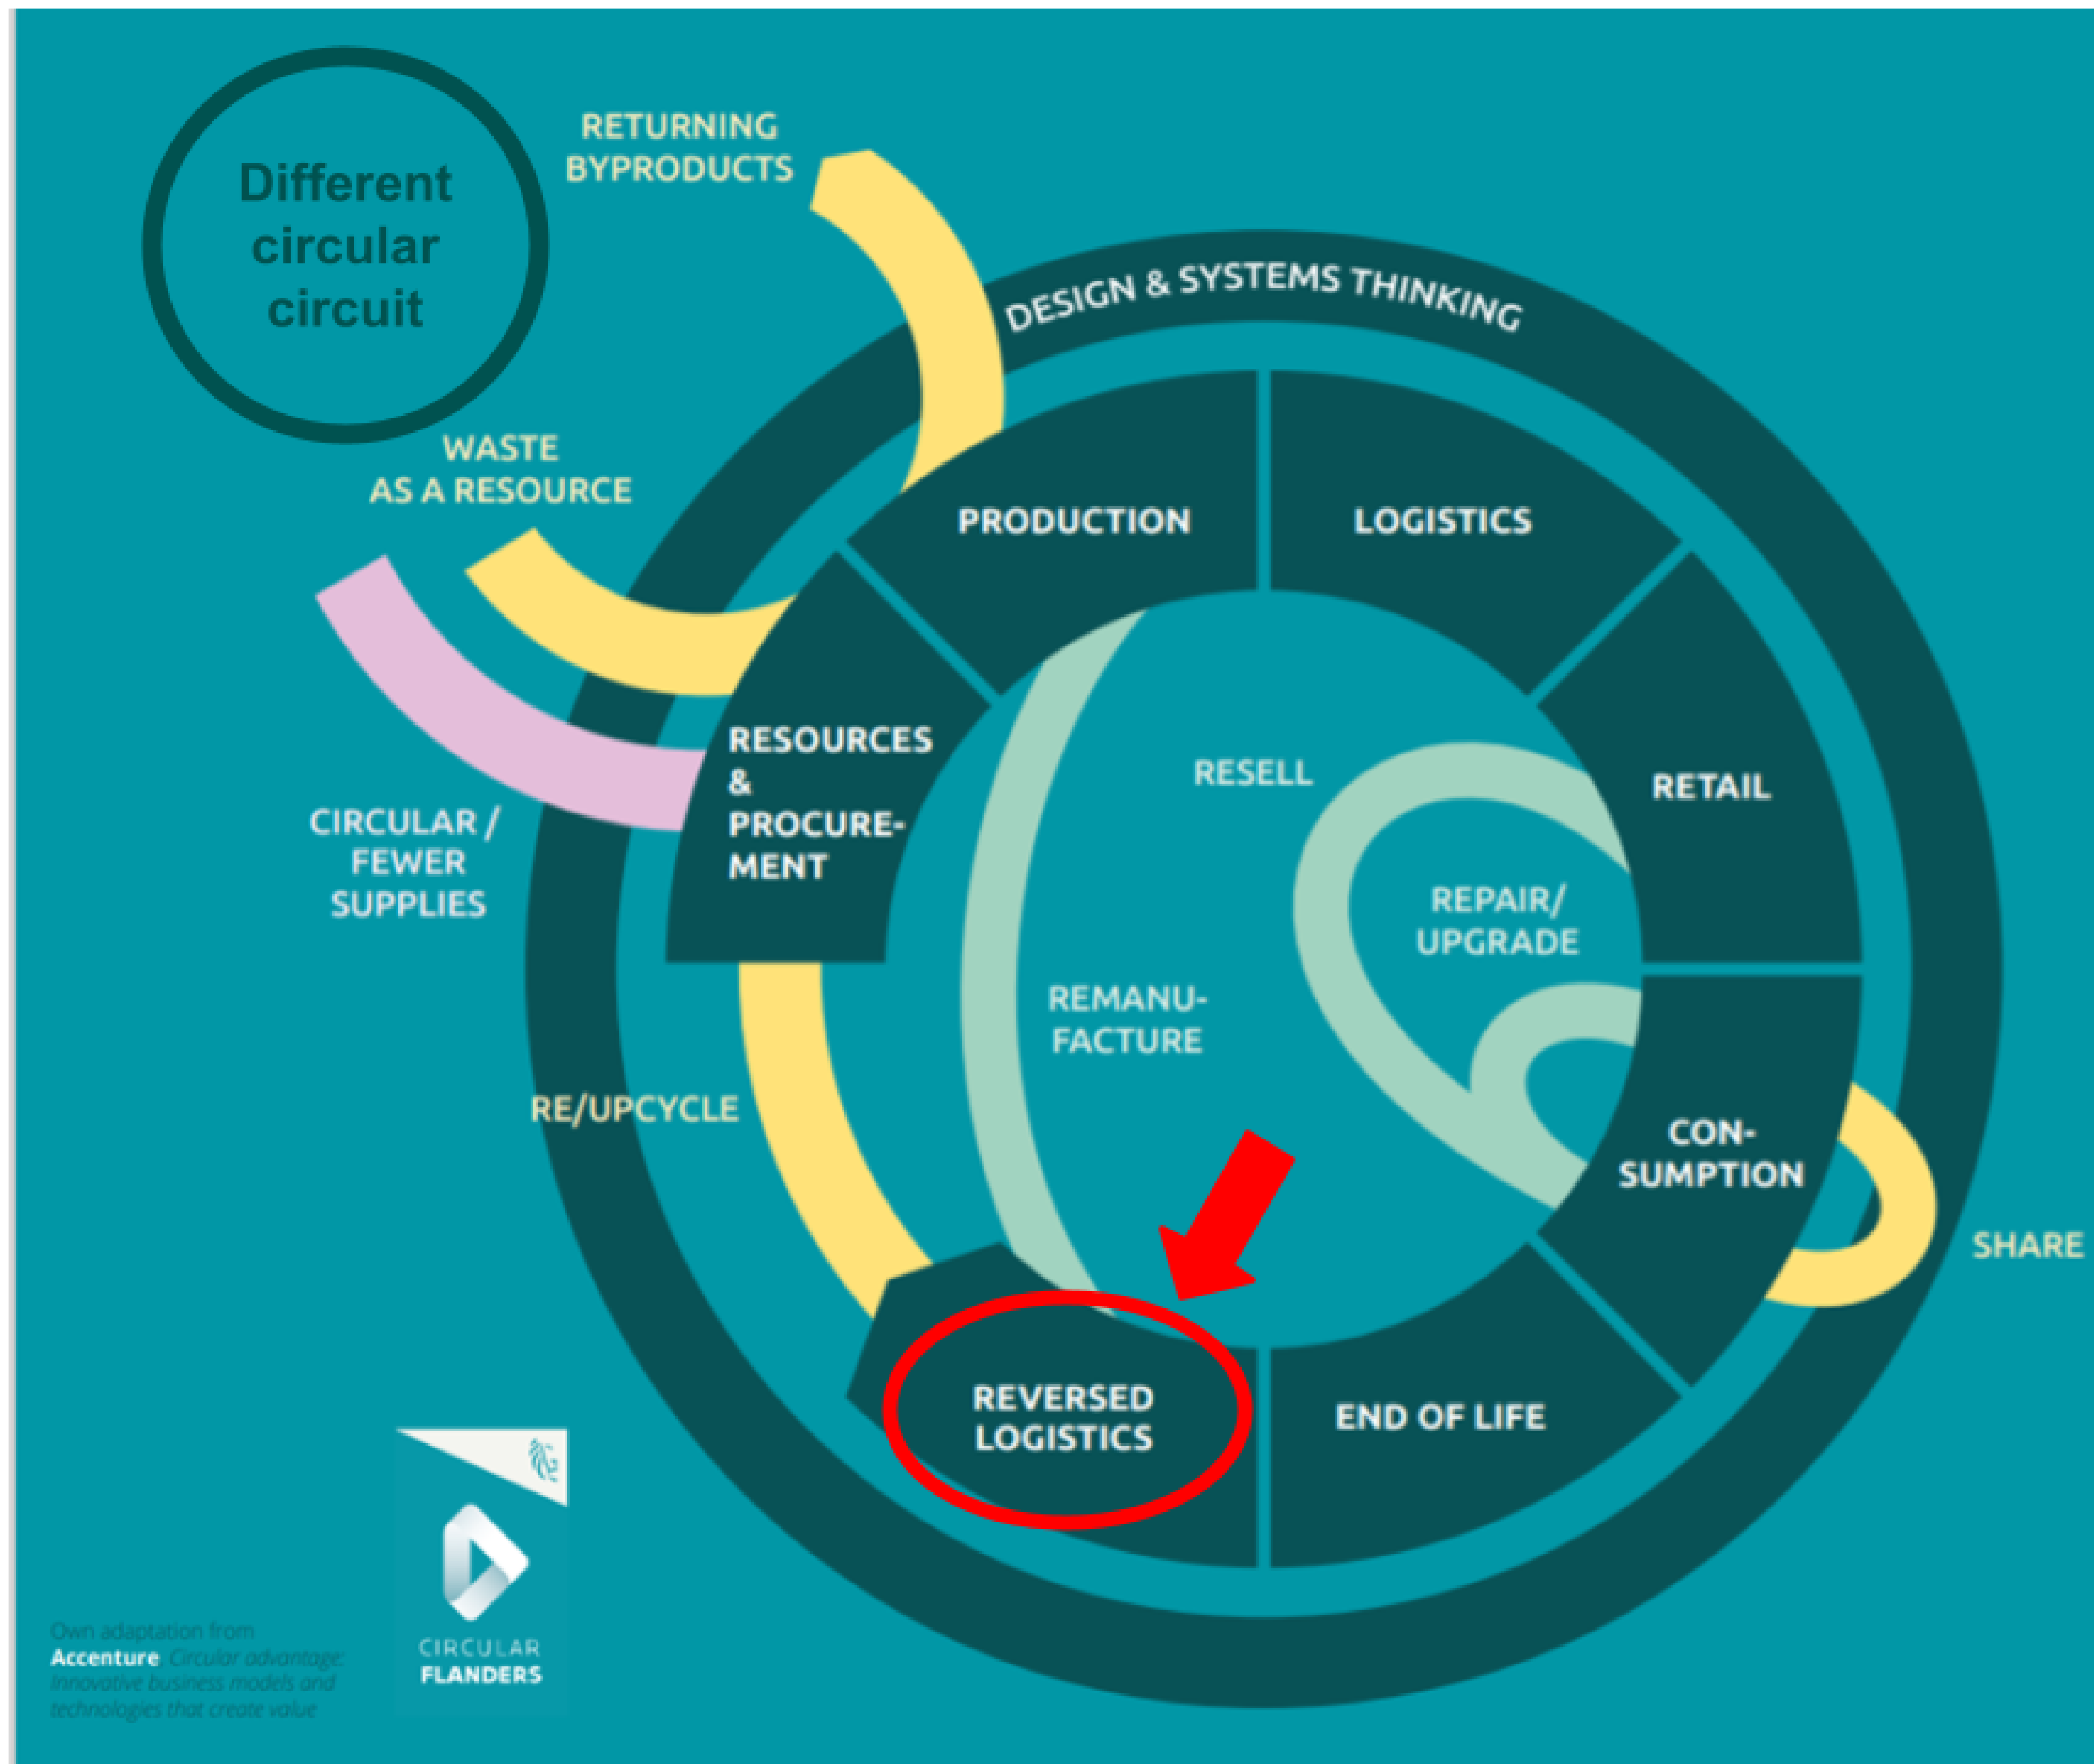 Different
circular
circuit
RETURNING
BYPRODUCTS
DESIGN & SYSTEMS THINKING
WASTE
AS A RESOURCE
PRODUCTION
LOGISTICS
RESOURCES
&
PROCURE-
MENT
RESELL
RETAIL
CIRCULAR /
FEWER
SUPPLIES
REPAIR/
UPGRADE
REMANU-
FACTURE
RE/UPCYCLE
CON-
SUMPTION
SHARE
REVERSED
LOGISTICS
END OF LIFE
Own adaptation from
Accenture Circular advantage:
Innovative business models and
technologies that create value
CIRCULAR
FLANDERS